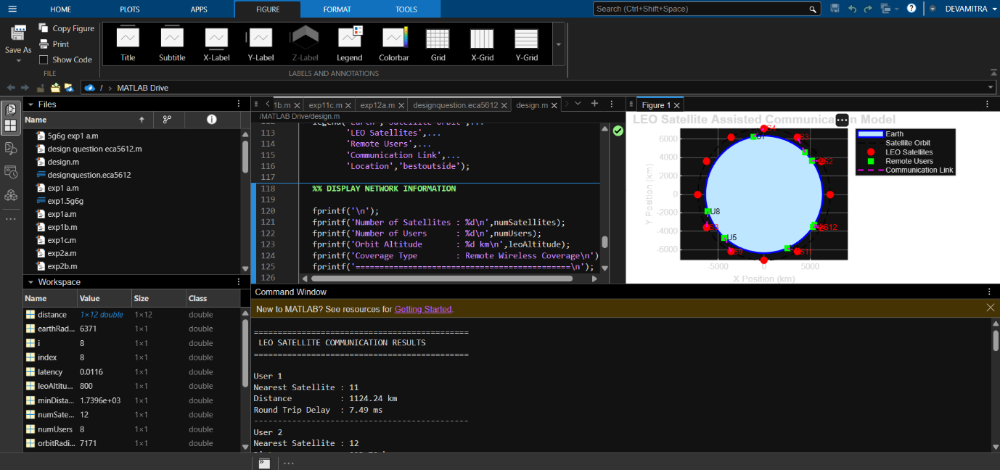 HOME PLOTS APPS FIGURE FORMAT TOOLS Search (Ctrl+Shift+Space) DEVAMITRA
Save As
Copy Figure
Print
Show Code
FILE
Title Subtitle X-Label Y-Label Z-Label Legend Colorbar Grid X-Grid Y-Grid
LABELS AND ANNOTATIONS
/ > MATLAB Drive
Files
Name
5g6g exp1 a.m
design question eca5612.m
design.m
designquestion.eca5612
exp1 a.m
exp1.5g6g
exp1a.m
exp1b.m
exp1c.m
exp2a.m
exp2b.m
Workspace
Name Value Size Class
distance 1×12 double 1×12 double
earthRad... 6371 1×1 double
i 8 1×1 double
index 8 1×1 double
latency 0.0116 1×1 double
leoAltitu... 800 1×1 double
minDista... 1.7396e+03 1×1 double
numSate... 12 1×1 double
numUsers 8 1×1 double
orbitRadi... 7171 1×1 double
1b.m exp11c.m exp12a.m designquestion.eca5612 design.m
/MATLAB Drive/design.m
112 legend('Earth','Satellite Orbit',...
113 'LEO Satellites',...
114 'Remote Users',...
115 'Communication Link',...
116 'Location','bestoutside');
117
118 %% DISPLAY NETWORK INFORMATION
119
120 fprintf('\n');
121 fprintf('Number of Satellites : %d\n',numSatellites);
122 fprintf('Number of Users : %d\n',numUsers);
123 fprintf('Orbit Altitude : %d km\n',leoAltitude);
124 fprintf('Coverage Type : Remote Wireless Coverage\n')
125 fprintf('=============================================\n');
126
Figure 1
LEO Satellite Assisted Communication Model
Y Position (km)
6000
4000
2000
0
-2000
-4000
-6000
-5000 0 5000
X Position (km)
S4
U7
S3
S2
U8
U5
S9
S12
S11
Earth
Satellite Orbit
LEO Satellites
Remote Users
Communication Link
Command Window
New to MATLAB? See resources for Getting Started.
=============================================
LEO SATELLITE COMMUNICATION RESULTS
=============================================
User 1
Nearest Satellite : 11
Distance : 1124.24 km
Round Trip Delay : 7.49 ms
---------------------------------------------
User 2
Nearest Satellite : 12